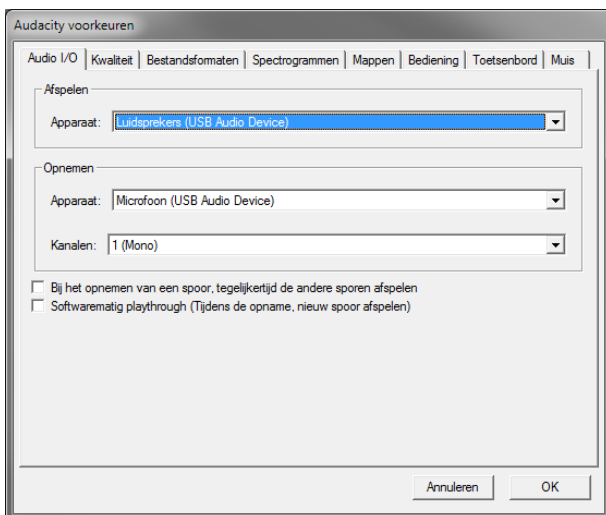 Audacity voorkeuren
Audio I/O Kwaliteit Bestandsformaten Spectrogrammen Mappen Bediening Toetsenbord Muis
Afspelen
Apparaat: Luidsprekers (USB Audio Device)
Opnemen
Apparaat: Microfoon (USB Audio Device)
Kanalen: 1 (Mono)
Bij het opnemen van een spoor, tegelijkertijd de andere sporen afspelen
Softwarematig playthrough (Tijdens de opname, nieuw spoor afspelen)
Annuleren OK